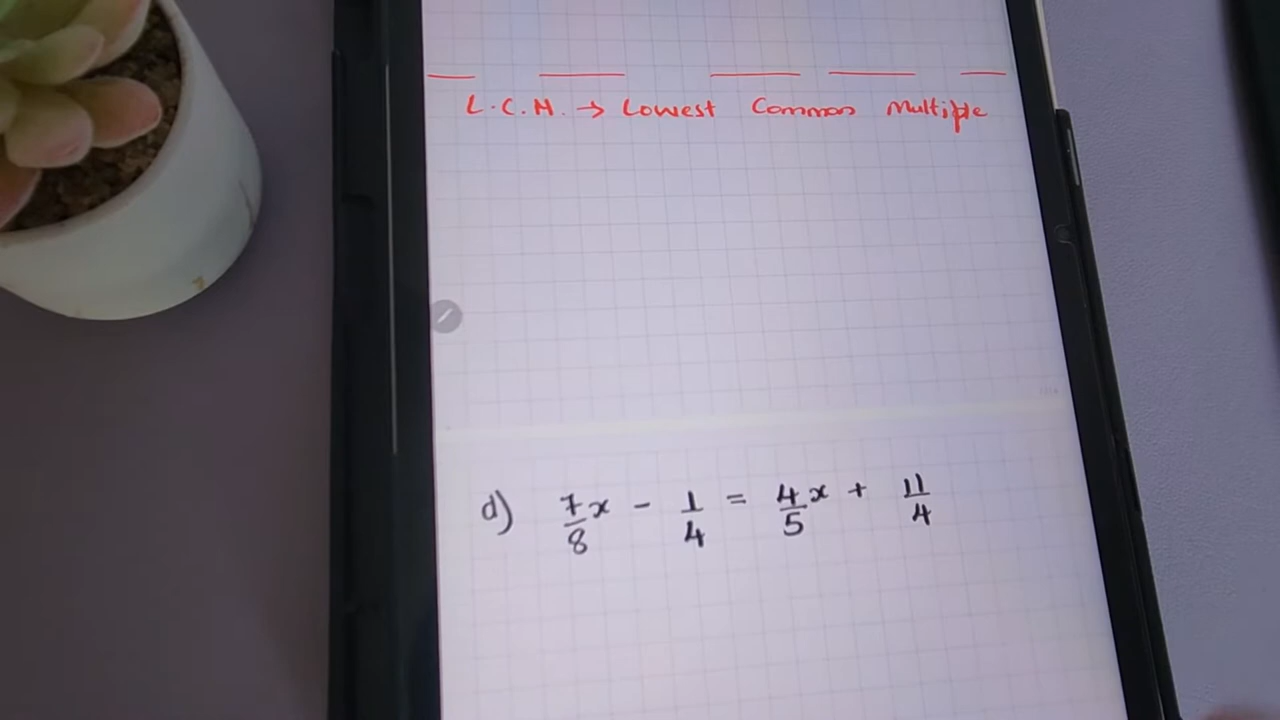 L.C.M. → Lowest Common Multiple
d) 7/8 x - 1/4 = 4/5 x + 11/4